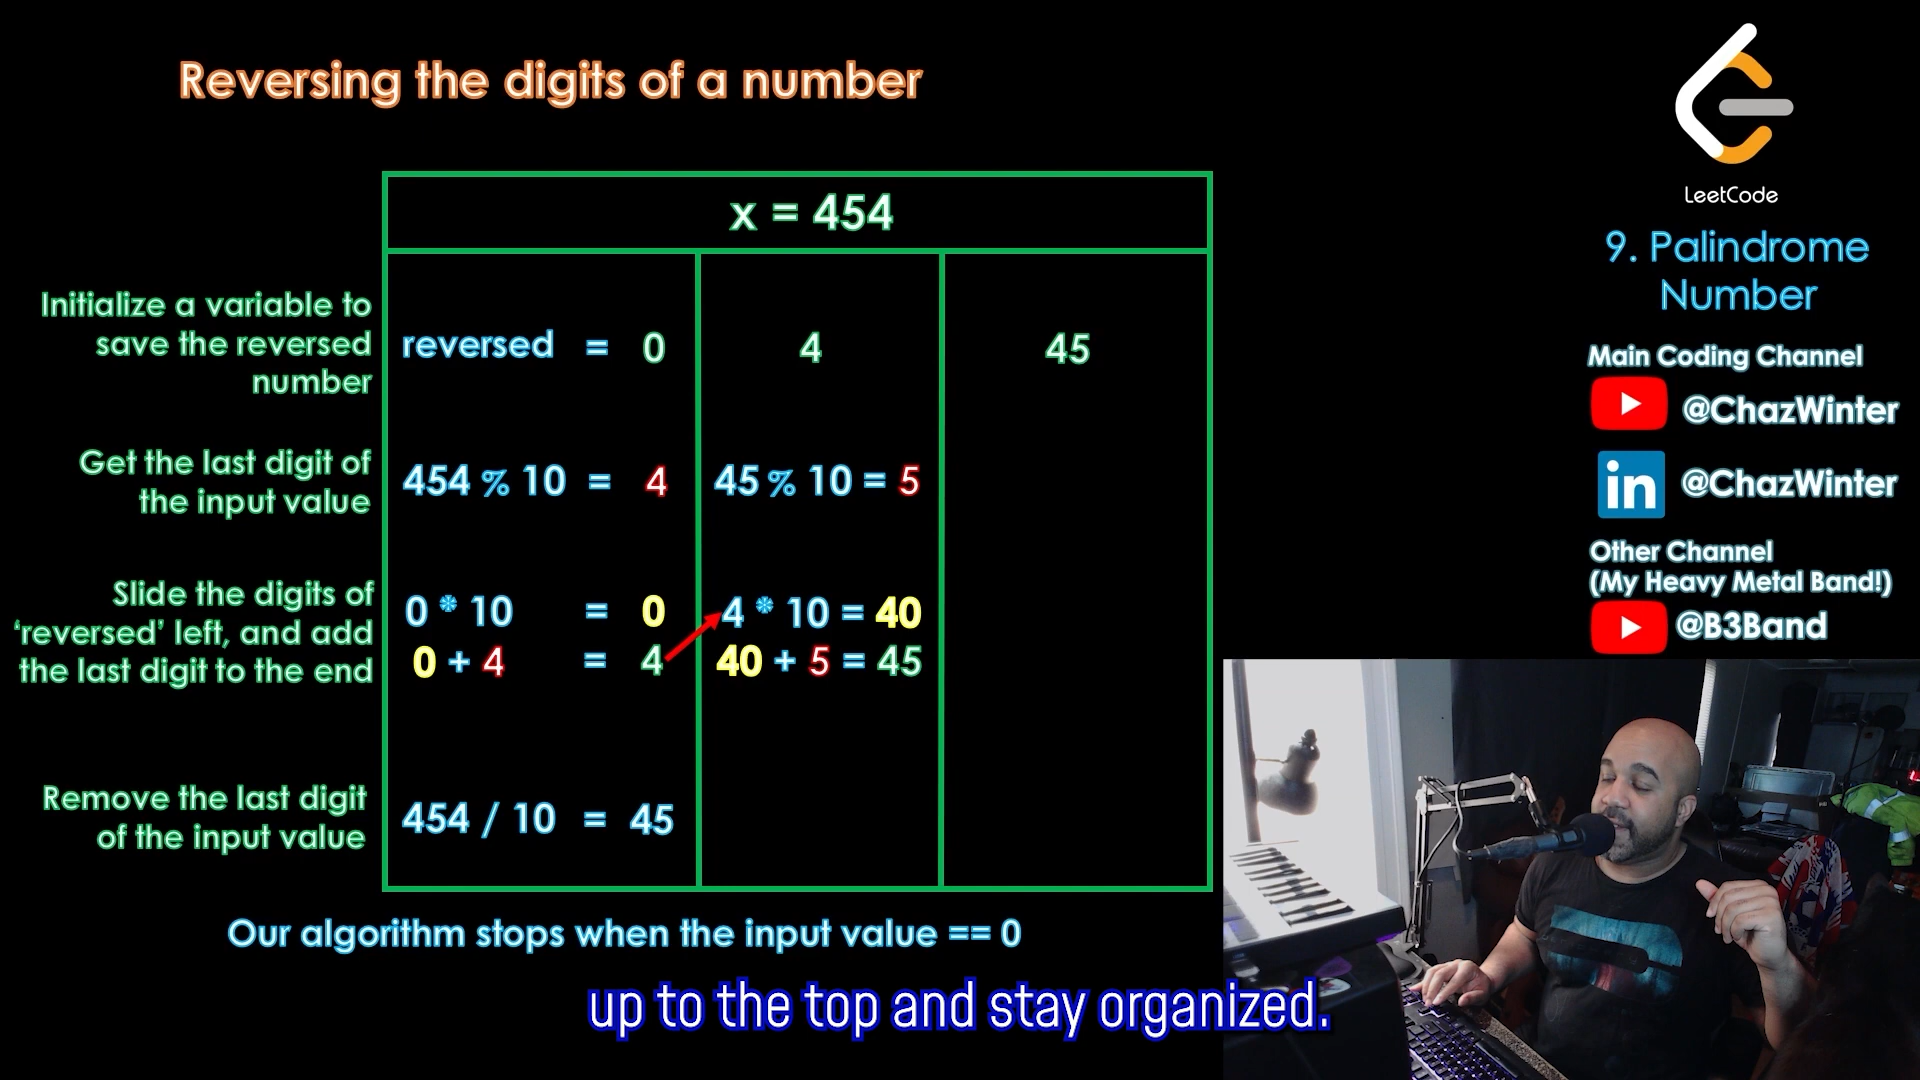 Reversing the digits of a number
x = 454
Initialize a variable to
save the reversed
number
reversed = 0
4
45
Get the last digit of
the input value
454 % 10 = 4
45 % 10 = 5
Slide the digits of
'reversed' left, and add
the last digit to the end
0 * 10 = 0
0 + 4 = 4
4 * 10 = 40
40 + 5 = 45
Remove the last digit
of the input value
454 / 10 = 45
Our algorithm stops when the input value == 0
up to the top and stay organized.
LeetCode
9. Palindrome
Number
Main Coding Channel
@ChazWinter
in
@ChazWinter
Other Channel
(My Heavy Metal Band!)
@B3Band